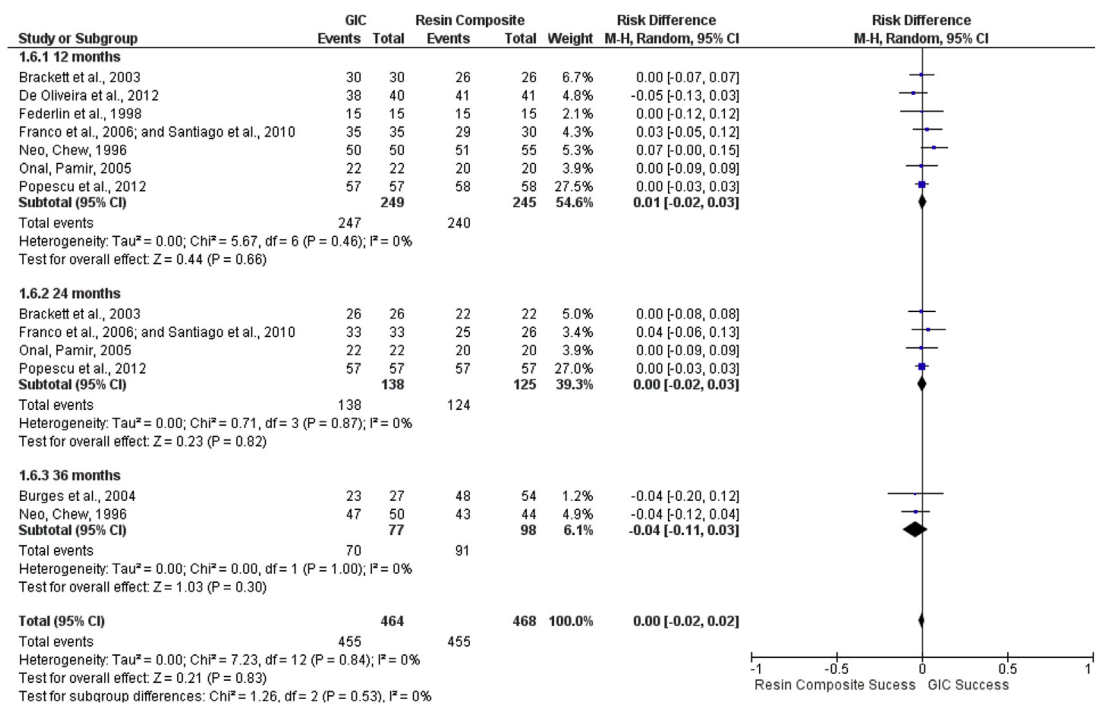 GIC Resin Composite Risk Difference Risk Difference
Study or Subgroup Events Total Events Total Weight M-H, Random, 95% CI M-H, Random, 95% CI
1.6.1 12 months
Brackett et al., 2003 30 30 26 26 6.7% 0.00 [-0.07, 0.07]
De Oliveira et al., 2012 38 40 41 41 4.8% -0.05 [-0.13, 0.03]
Federlin et al., 1998 15 15 15 15 2.1% 0.00 [-0.12, 0.12]
Franco et al., 2006; and Santiago et al., 2010 35 35 29 30 4.3% 0.03 [-0.05, 0.12]
Neo, Chew, 1996 50 50 51 55 5.3% 0.07 [-0.00, 0.15]
Onal, Pamir, 2005 22 22 20 20 3.9% 0.00 [-0.09, 0.09]
Popescu et al., 2012 57 57 58 58 27.5% 0.00 [-0.03, 0.03]
Subtotal (95% CI) 249 245 54.6% 0.01 [-0.02, 0.03]
Total events 247 240
Heterogeneity: Tau² = 0.00; Chi² = 5.67, df = 6 (P = 0.46); I² = 0%
Test for overall effect: Z = 0.44 (P = 0.66)
1.6.2 24 months
Brackett et al., 2003 26 26 22 22 5.0% 0.00 [-0.08, 0.08]
Franco et al., 2006; and Santiago et al., 2010 33 33 25 26 3.4% 0.04 [-0.06, 0.13]
Onal, Pamir, 2005 22 22 20 20 3.9% 0.00 [-0.09, 0.09]
Popescu et al., 2012 57 57 57 57 27.0% 0.00 [-0.03, 0.03]
Subtotal (95% CI) 138 125 39.3% 0.00 [-0.02, 0.03]
Total events 138 124
Heterogeneity: Tau² = 0.00; Chi² = 0.71, df = 3 (P = 0.87); I² = 0%
Test for overall effect: Z = 0.23 (P = 0.82)
1.6.3 36 months
Burges et al., 2004 23 27 48 54 1.2% -0.04 [-0.20, 0.12]
Neo, Chew, 1996 47 50 43 44 4.9% -0.04 [-0.12, 0.04]
Subtotal (95% CI) 77 98 6.1% -0.04 [-0.11, 0.03]
Total events 70 91
Heterogeneity: Tau² = 0.00; Chi² = 0.00, df = 1 (P = 1.00); I² = 0%
Test for overall effect: Z = 1.03 (P = 0.30)
Total (95% CI) 464 468 100.0% 0.00 [-0.02, 0.02]
Total events 455 455
Heterogeneity: Tau² = 0.00; Chi² = 7.23, df = 12 (P = 0.84); I² = 0%
Test for overall effect: Z = 0.21 (P = 0.83)
Test for subgroup differences: Chi² = 1.26, df = 2 (P = 0.53), I² = 0%
-1 -0.5 0 0.5 1
Resin Composite Sucess GIC Success